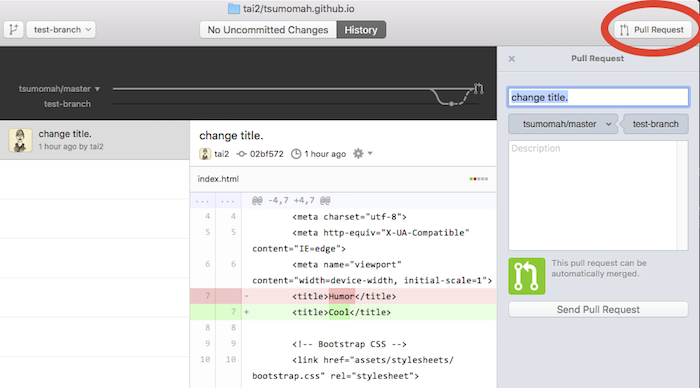 tai2/tsumomah.github.io
test-branch
No Uncommitted Changes
History
Pull Request
tsumomah/master
test-branch
change title.
1 hour ago by tai2
change title.
tai2 02bf572 1 hour ago
index.html
... ... @@ -4,7 +4,7 @@
4 4 <meta charset="utf-8">
5 5 <meta http-equiv="X-UA-Compatible"
content="IE=edge">
6 6 <meta name="viewport"
content="width=device-width, initial-scale=1">
7 - <title>Humor</title>
7 + <title>Cool</title>
8 8
9 9 <!-- Bootstrap CSS -->
10 10 <link href="assets/stylesheets/
bootstrap.css" rel="stylesheet">
Pull Request
change title.
tsumomah/master test-branch
Description
This pull request can be
automatically merged.
Send Pull Request